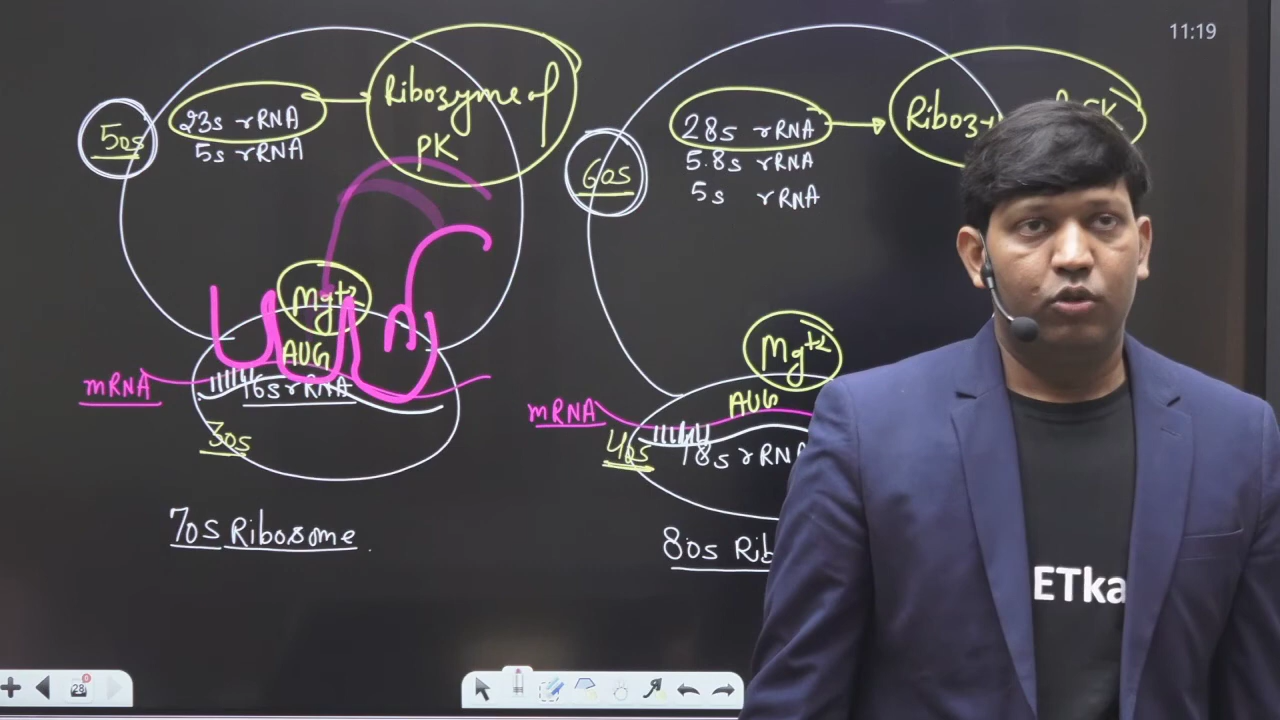 11:19
50s
23s rRNA
5s rRNA
Ribozyme of
PK
Mg+2
AUG
mRNA
16s rRNA
30s
70s Ribosome
60s
28s rRNA
5.8s rRNA
5s rRNA
Mg+2
AUG
mRNA
40s
18s rRNA
80s Rib
ETka
28